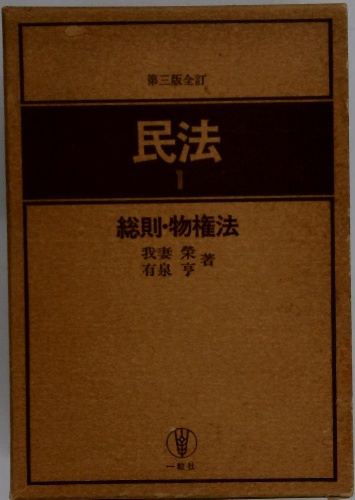 第三版全訂
民法
1
総則・物権法
我妻 榮
有泉 亨 著
一粒社